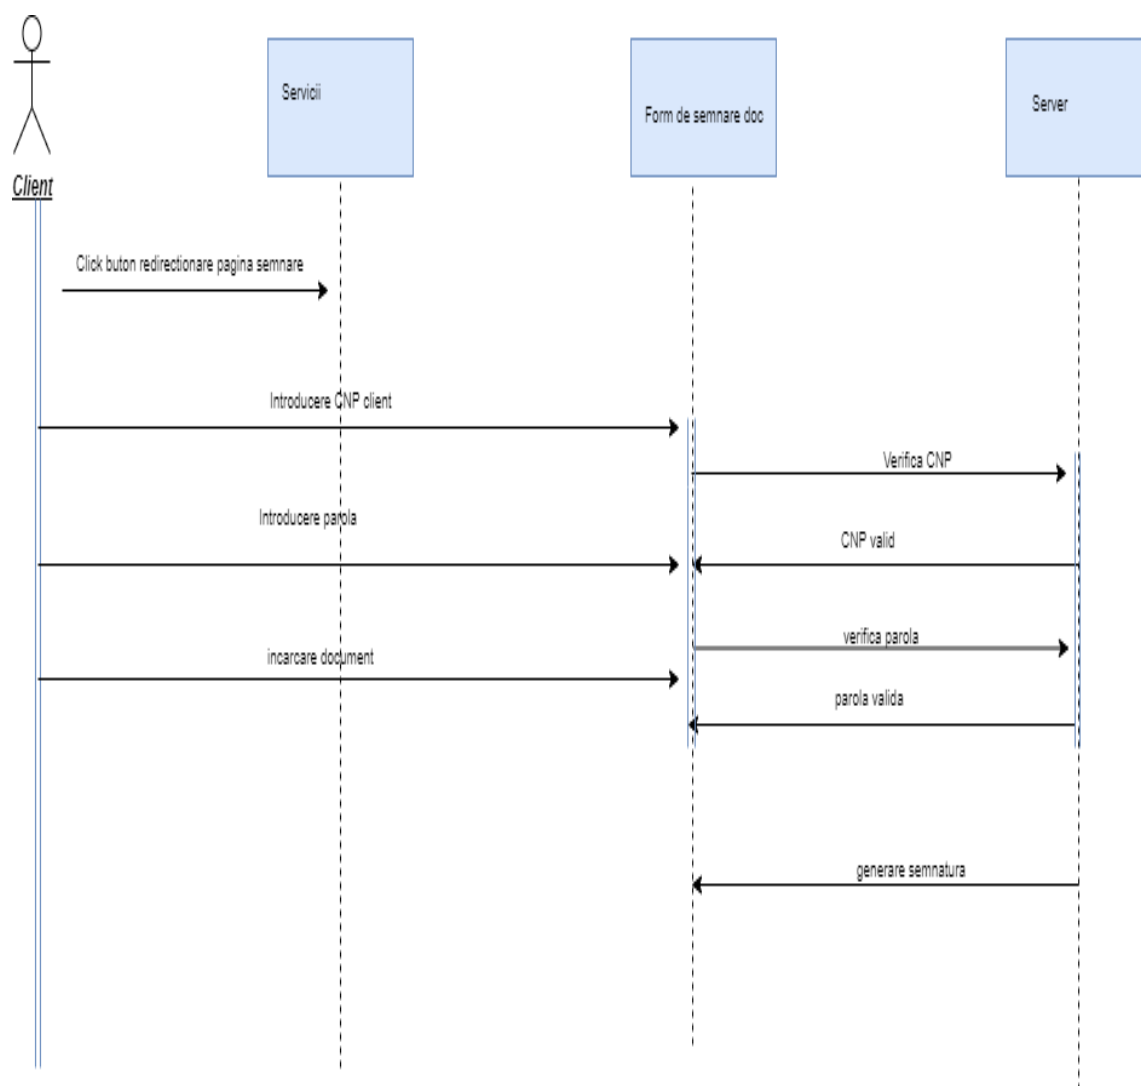 Servicii
Form de semnare doc
Server
Client
Click buton redirectionare pagina semnare
Introducere CNP client
Verifica CNP
Introducere parola
CNP valid
verifica parola
incarcare document
parola valida
generare semnatura